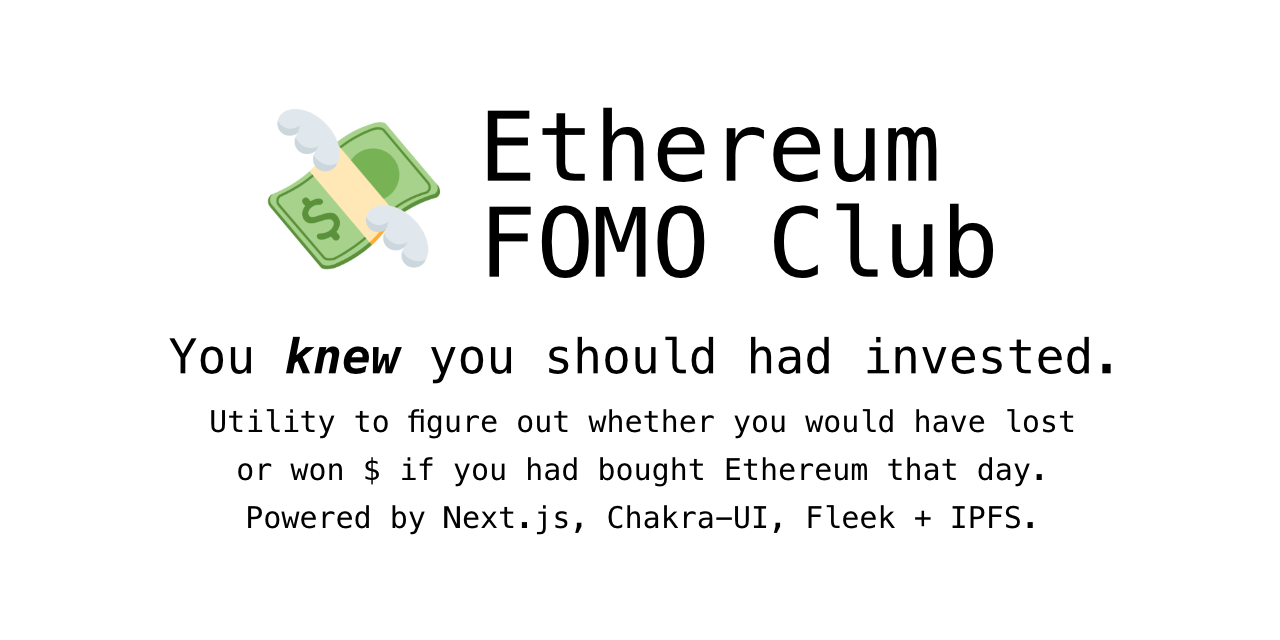 Ethereum
FOMO Club
You knew you should had invested.
Utility to figure out whether you would have lost
or won $ if you had bought Ethereum that day.
Powered by Next.js, Chakra-UI, Fleek + IPFS.